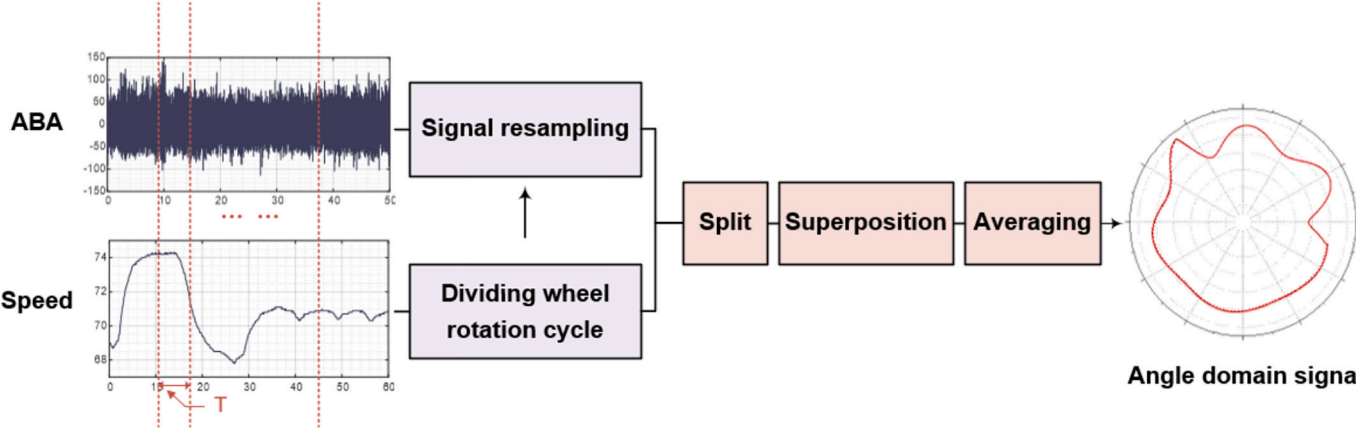 ABA
150
100
50
0
-50
-100
-150
0 10 20 30 40 50
Signal resampling
Speed
74
72
70
68
0 10 20 30 40 50 60
T
Dividing wheel
rotation cycle
Split
Superposition
Averaging
Angle domain signa